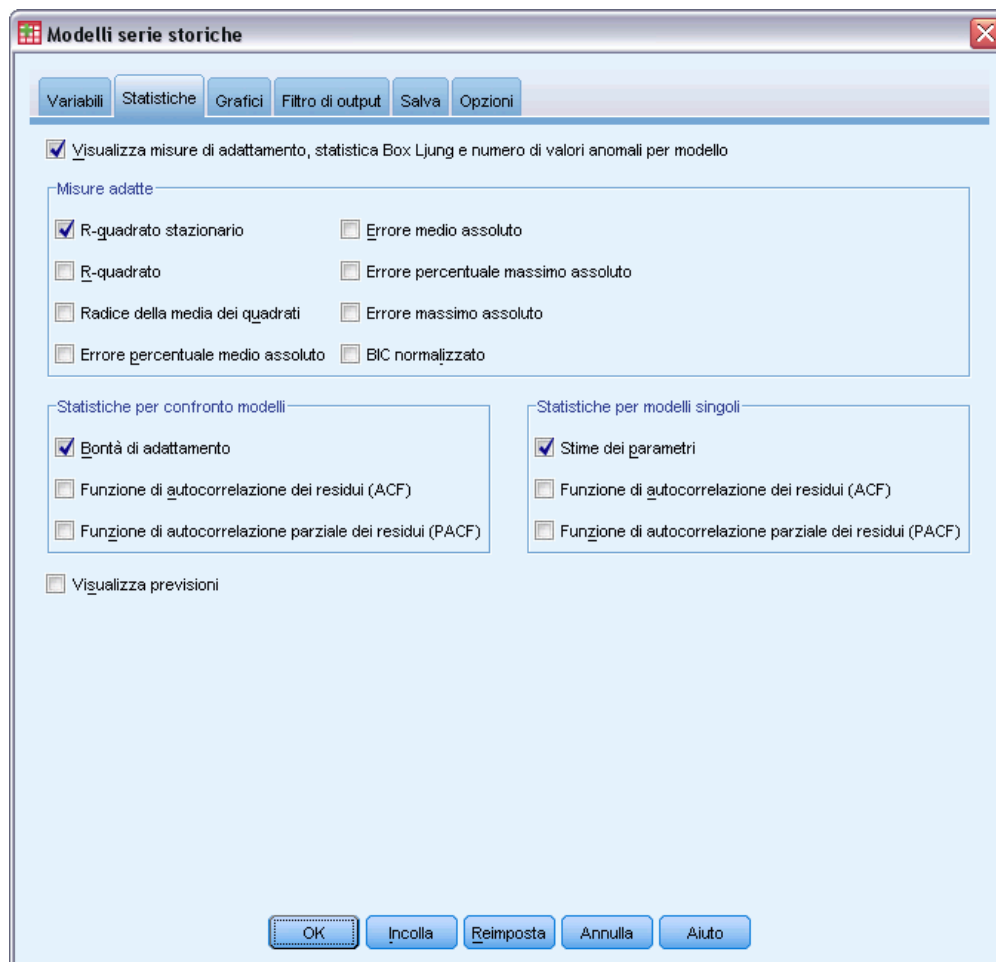 Modelli serie storiche
Variabili Statistiche Grafici Filtro di output Salva Opzioni
Visualizza misure di adattamento, statistica Box Ljung e numero di valori anomali per modello
Misure adatte
R-quadrato stazionario Errore medio assoluto
R-quadrato Errore percentuale massimo assoluto
Radice della media dei quadrati Errore massimo assoluto
Errore percentuale medio assoluto BIC normalizzato
Statistiche per confronto modelli
Bontà di adattamento
Funzione di autocorrelazione dei residui (ACF)
Funzione di autocorrelazione parziale dei residui (PACF)
Statistiche per modelli singoli
Stime dei parametri
Funzione di autocorrelazione dei residui (ACF)
Funzione di autocorrelazione parziale dei residui (PACF)
Visualizza previsioni
OK Incolla Reimposta Annulla Aiuto